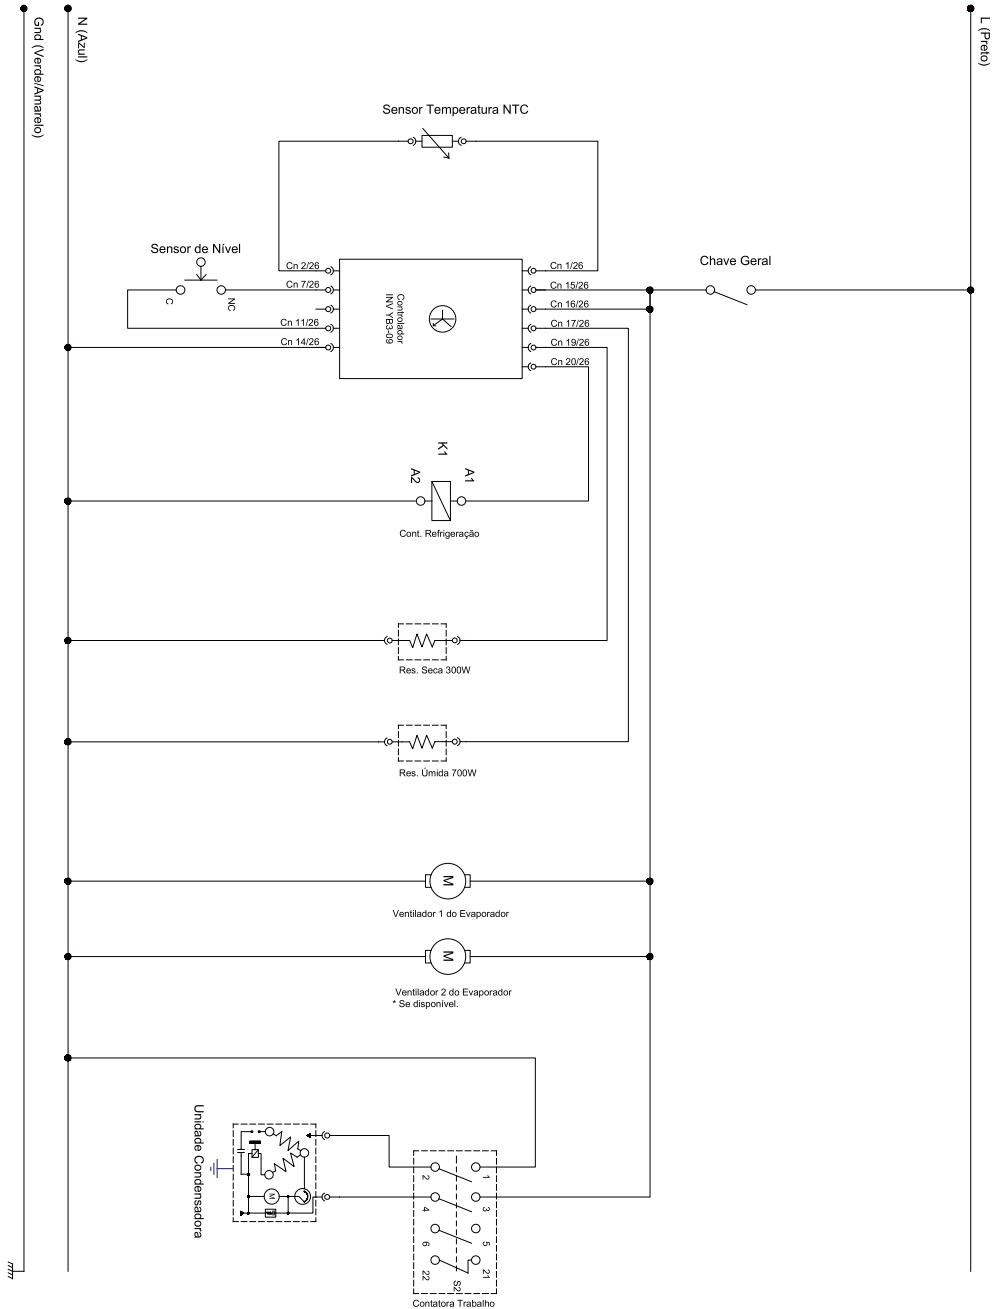 Gnd (Verde/Amarelo)
N (Azul)
L (Preto)
Sensor Temperatura NTC
Sensor de Nível
C
NC
Chave Geral
Cn 2/26
Cn 7/26
Cn 11/26
Cn 14/26
Controlador
INV YB3-09
Cn 1/26
Cn 15/26
Cn 16/26
Cn 17/26
Cn 19/26
Cn 20/26
K1
A2
A1
Cont. Refrigeração
Res. Seca 300W
Res. Úmida 700W
M
Ventilador 1 do Evaporador
M
Ventilador 2 do Evaporador
* Se disponível.
Unidade Condensadora
M
2
1
4
3
6
5
22
21
S2
Contatora Trabalho